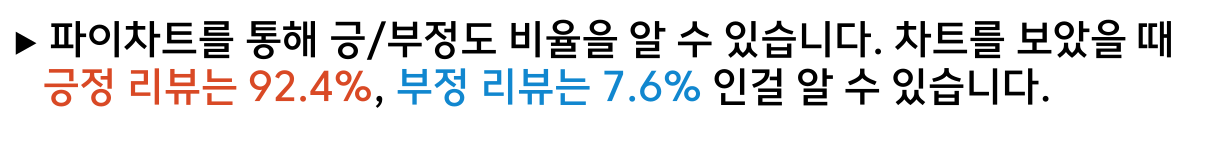 ▶ 파이차트를 통해 긍/부정도 비율을 알 수 있습니다. 차트를 보았을 때
긍정 리뷰는 92.4%, 부정 리뷰는 7.6% 인걸 알 수 있습니다.